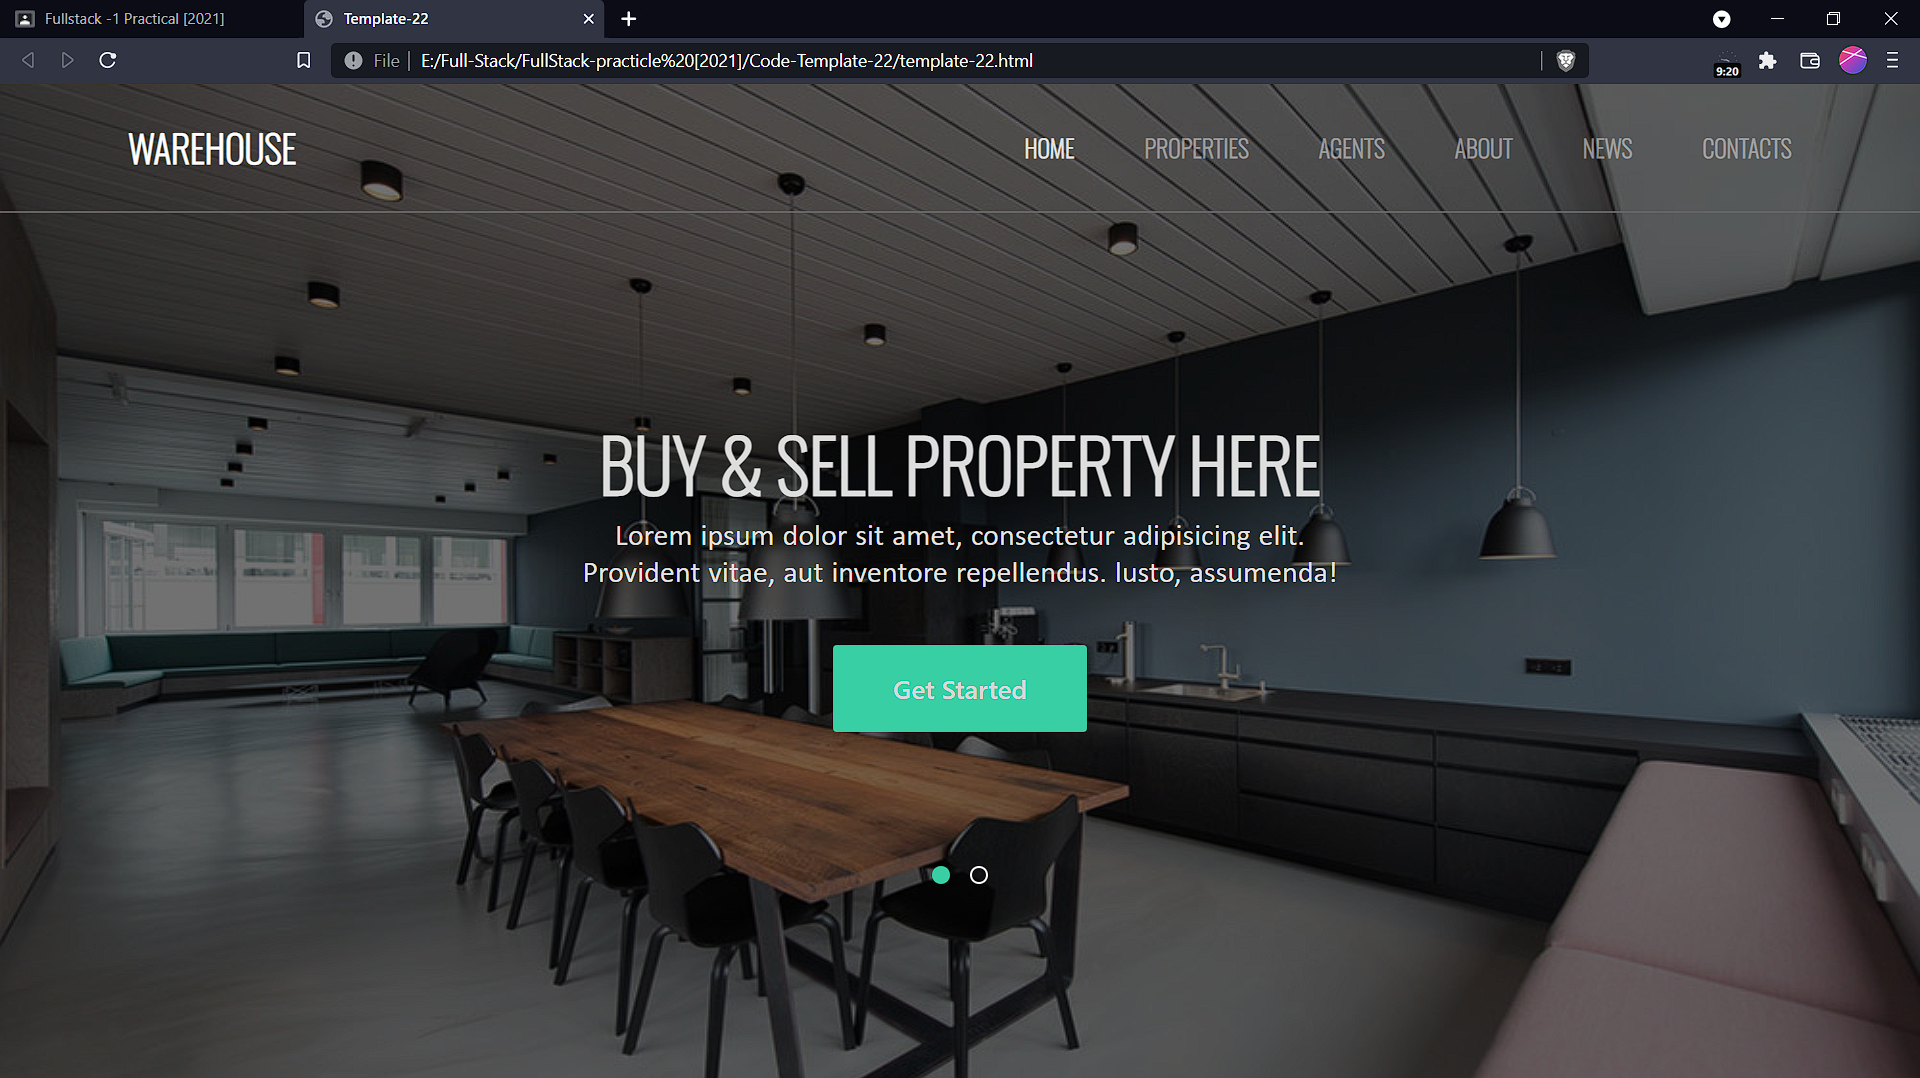 Fullstack -1 Practical [2021]
Template-22
File
E:/Full-Stack/FullStack-practicle%20[2021]/Code-Template-22/template-22.html
9:20
WAREHOUSE
HOME
PROPERTIES
AGENTS
ABOUT
NEWS
CONTACTS
BUY & SELL PROPERTY HERE
Lorem ipsum dolor sit amet, consectetur adipisicing elit.
Provident vitae, aut inventore repellendus. Iusto, assumenda!
Get Started